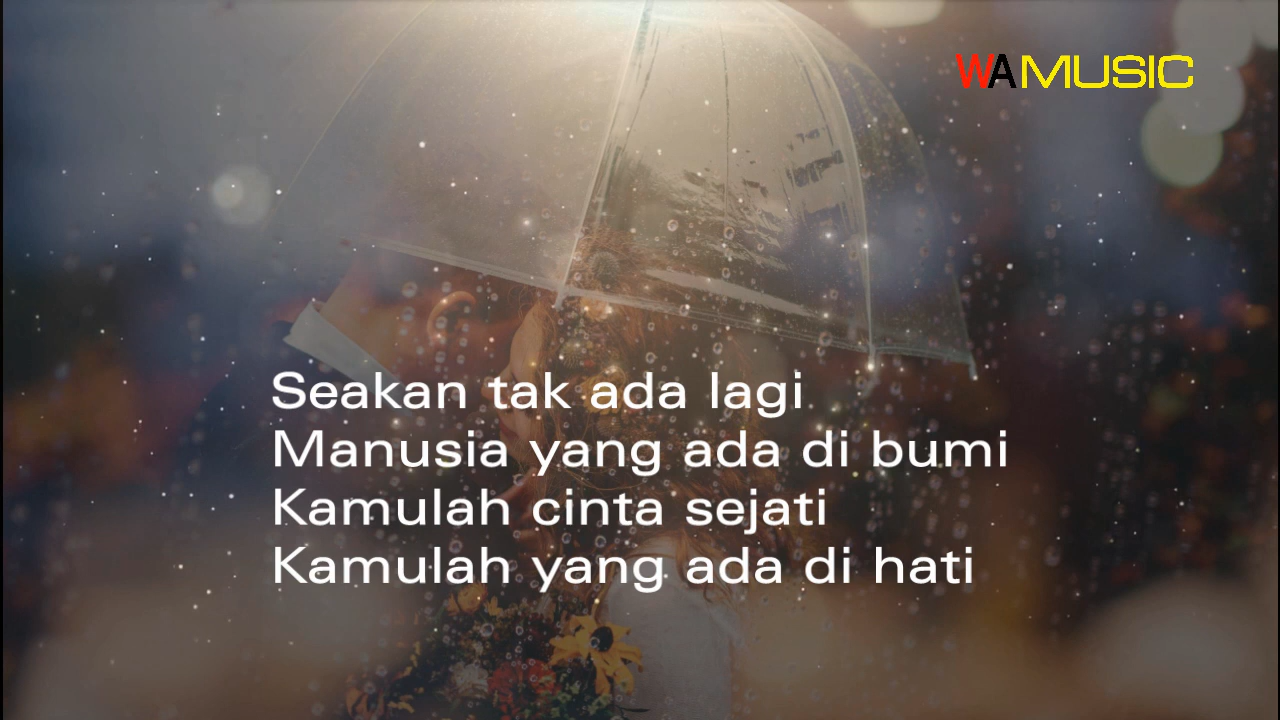 WAMUSIC
Seakan tak ada lagi
Manusia yang ada di bumi
Kamulah cinta sejati
Kamulah yang ada di hati